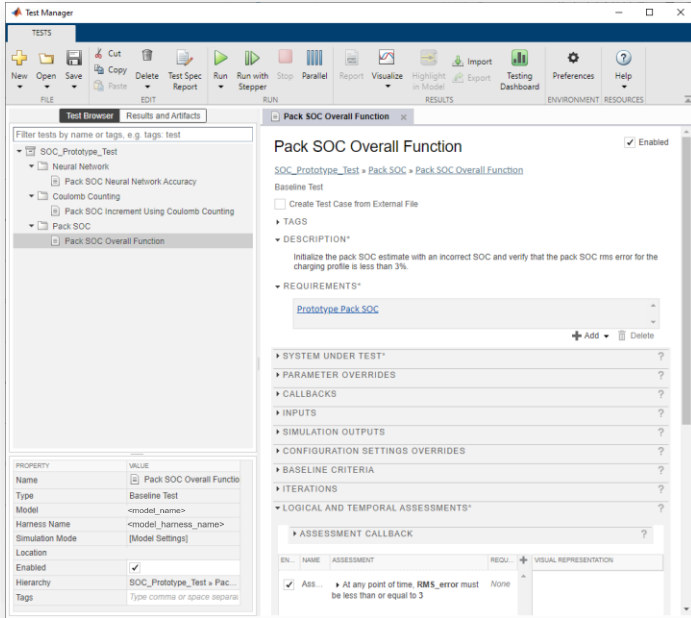 Test Manager
TESTS
New
Open
Save
Cut
Copy
Paste
Delete
Test Spec
Report
Run
Run with
Stepper
Stop
Parallel
Report
Visualize
Highlight
in Model
Import
Export
Testing
Dashboard
Preferences
Help
FILE
EDIT
RUN
RESULTS
ENVIRONMENT
RESOURCES
Test Browser
Results and Artifacts
Filter tests by name or tags, e.g. tags: test
SOC_Prototype_Test
Neural Network
Pack SOC Neural Network Accuracy
Coulomb Counting
Pack SOC Increment Using Coulomb Counting
Pack SOC
Pack SOC Overall Function
PROPERTY VALUE
Name Pack SOC Overall Functio
Type Baseline Test
Model <model_name>
Harness Name <model_harness_name>
Simulation Mode [Model Settings]
Location
Enabled
Hierarchy SOC_Prototype_Test » Pac...
Tags Type comma or space separa
Pack SOC Overall Function
Pack SOC Overall Function
Enabled
SOC_Prototype_Test » Pack SOC » Pack SOC Overall Function
Baseline Test
Create Test Case from External File
TAGS
DESCRIPTION*
Initialize the pack SOC estimate with an incorrect SOC and verify that the pack SOC rms error for the
charging profile is less than 3%.
REQUIREMENTS*
Prototype Pack SOC
Add
Delete
SYSTEM UNDER TEST* ?
PARAMETER OVERRIDES ?
CALLBACKS ?
INPUTS ?
SIMULATION OUTPUTS ?
CONFIGURATION SETTINGS OVERRIDES ?
BASELINE CRITERIA ?
ITERATIONS ?
LOGICAL AND TEMPORAL ASSESSMENTS* ?
ASSESSMENT CALLBACK ?
EN... NAME ASSESSMENT REQU... VISUAL REPRESENTATION
Ass... At any point of time, RMS_error must None
be less than or equal to 3